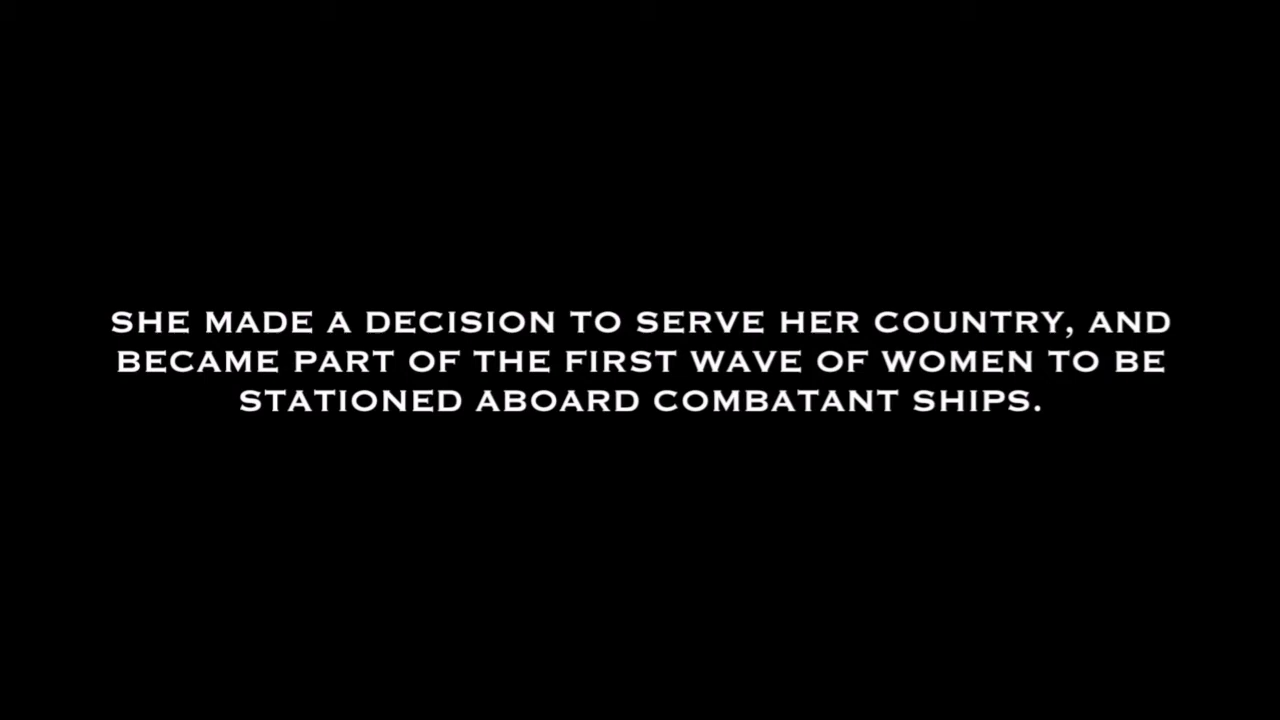 SHE MADE A DECISION TO SERVE HER COUNTRY, AND
BECAME PART OF THE FIRST WAVE OF WOMEN TO BE
STATIONED ABOARD COMBATANT SHIPS.